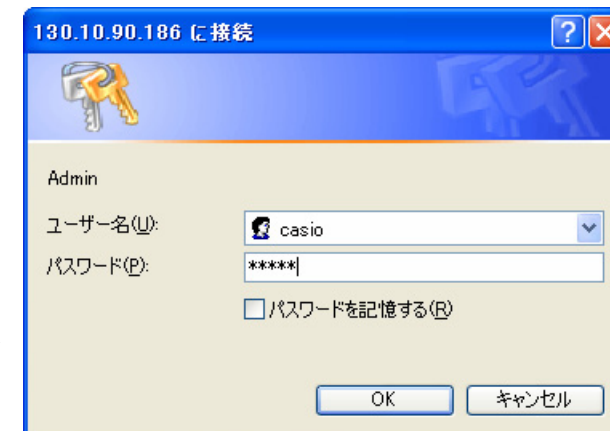 130.10.90.186 に接続
Admin
ユーザー名(U):
casio
パスワード(P):
*****
パスワードを記憶する(R)
OK キャンセル